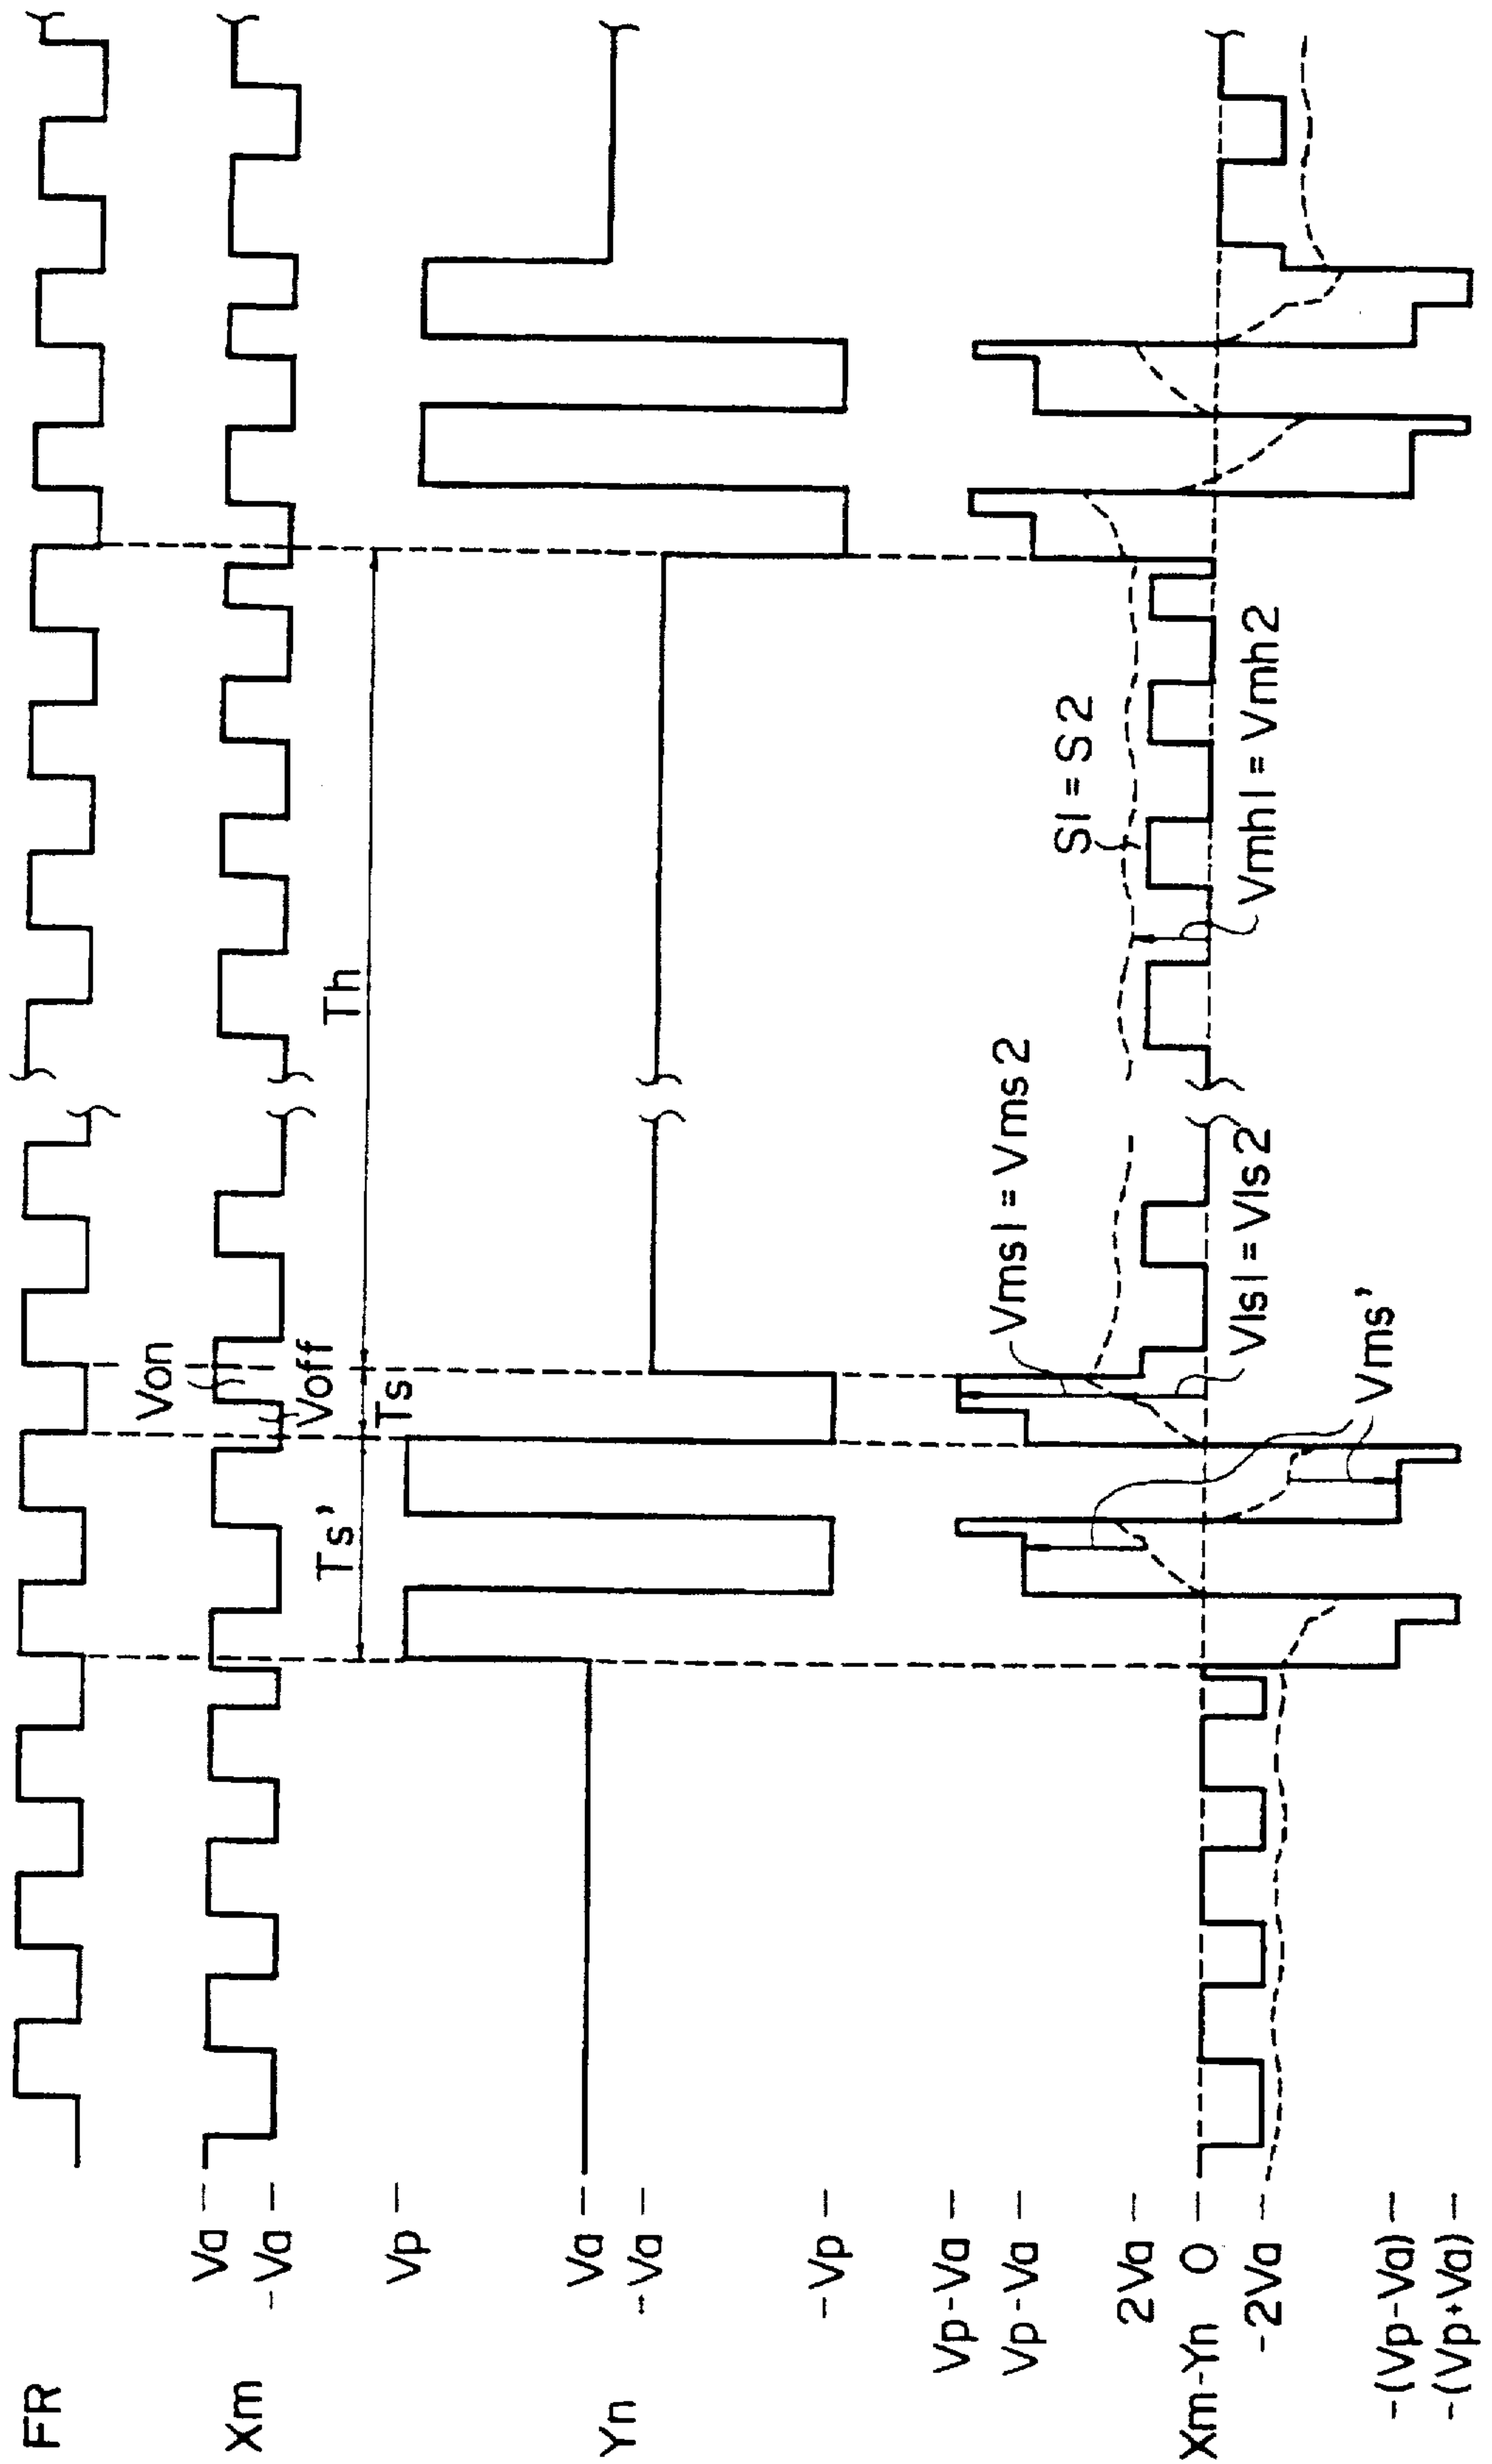 FR
Xm
Va
-Va
Von
Voff
Th
Ts
Ts'
Yn
Vp
Va
-Va
-Vp
Vp-Va
Vp-Va
2Va
Xm-Yn 0
-2Va
-(Vp-Va)
-(Vp+Va)
Vms1=Vms2
S1=S2
Vmh1=Vmh2
Vls1=Vls2
Vms'